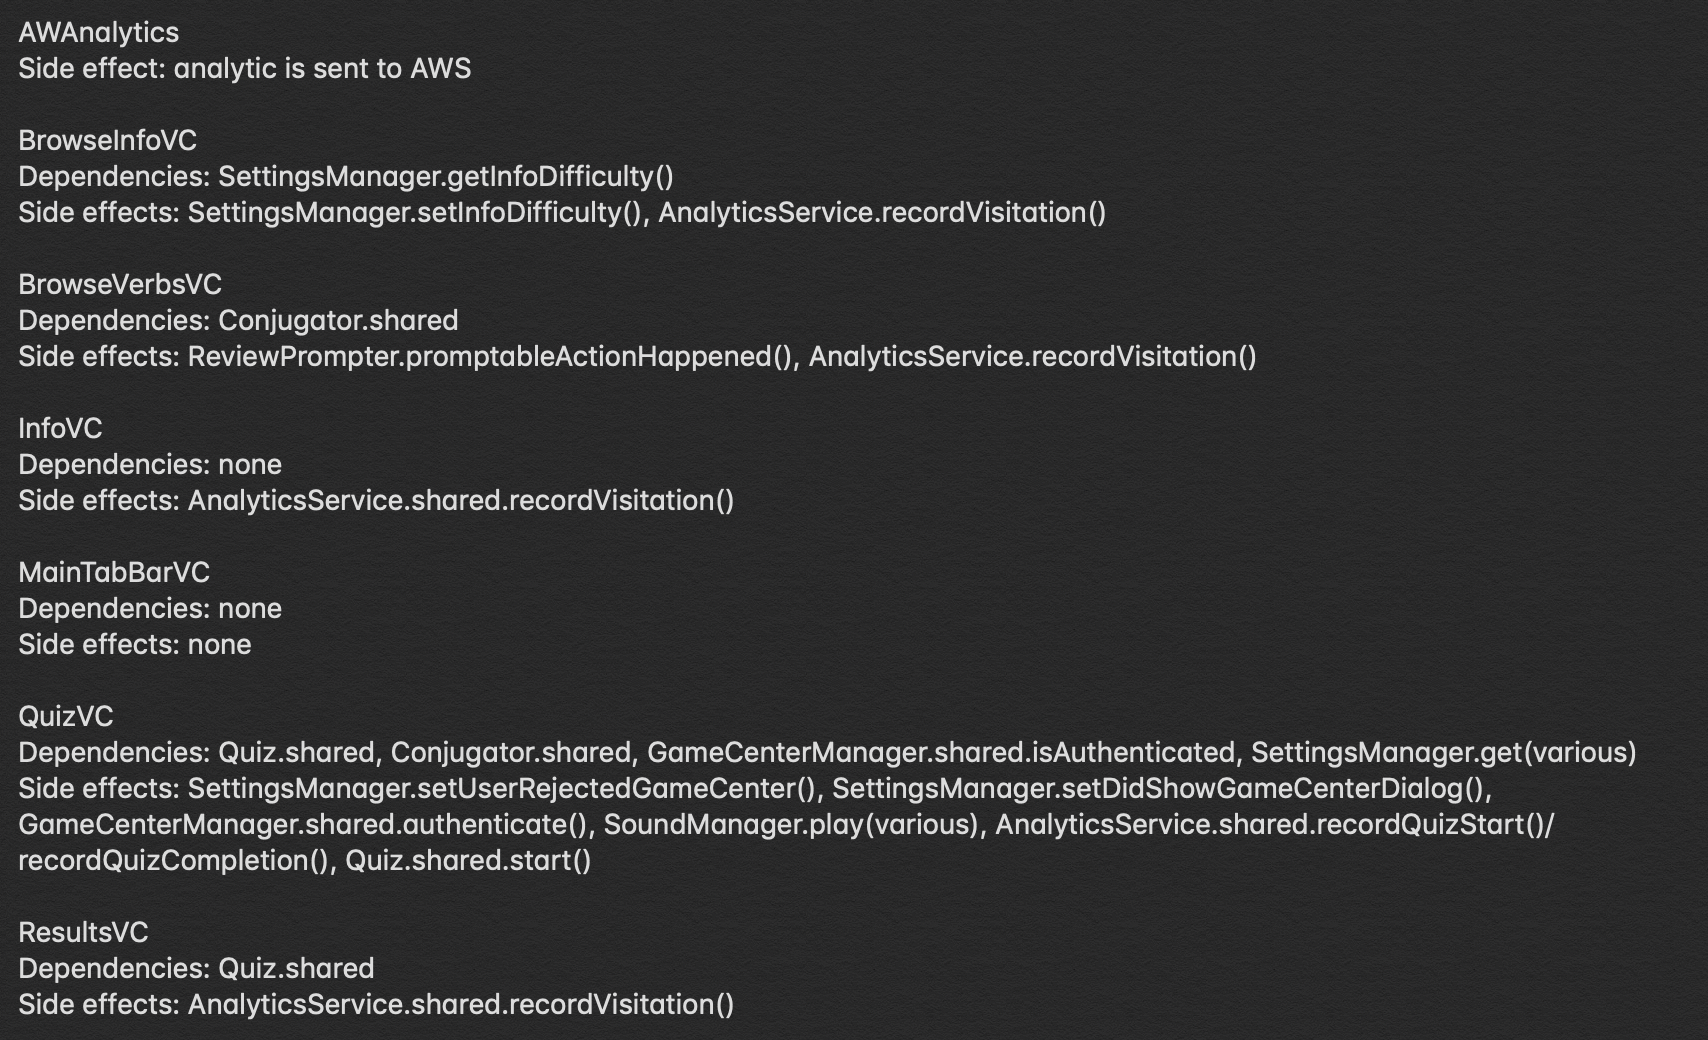 AWAnalytics
Side effect: analytic is sent to AWS
BrowseInfoVC
Dependencies: SettingsManager.getInfoDifficulty()
Side effects: SettingsManager.setInfoDifficulty(), AnalyticsService.recordVisitation()
BrowseVerbsVC
Dependencies: Conjugator.shared
Side effects: ReviewPrompter.promptableActionHappened(), AnalyticsService.recordVisitation()
InfoVC
Dependencies: none
Side effects: AnalyticsService.shared.recordVisitation()
MainTabBarVC
Dependencies: none
Side effects: none
QuizVC
Dependencies: Quiz.shared, Conjugator.shared, GameCenterManager.shared.isAuthenticated, SettingsManager.get(various)
Side effects: SettingsManager.setUserRejectedGameCenter(), SettingsManager.setDidShowGameCenterDialog(),
GameCenterManager.shared.authenticate(), SoundManager.play(various), AnalyticsService.shared.recordQuizStart()/
recordQuizCompletion(), Quiz.shared.start()
ResultsVC
Dependencies: Quiz.shared
Side effects: AnalyticsService.shared.recordVisitation()